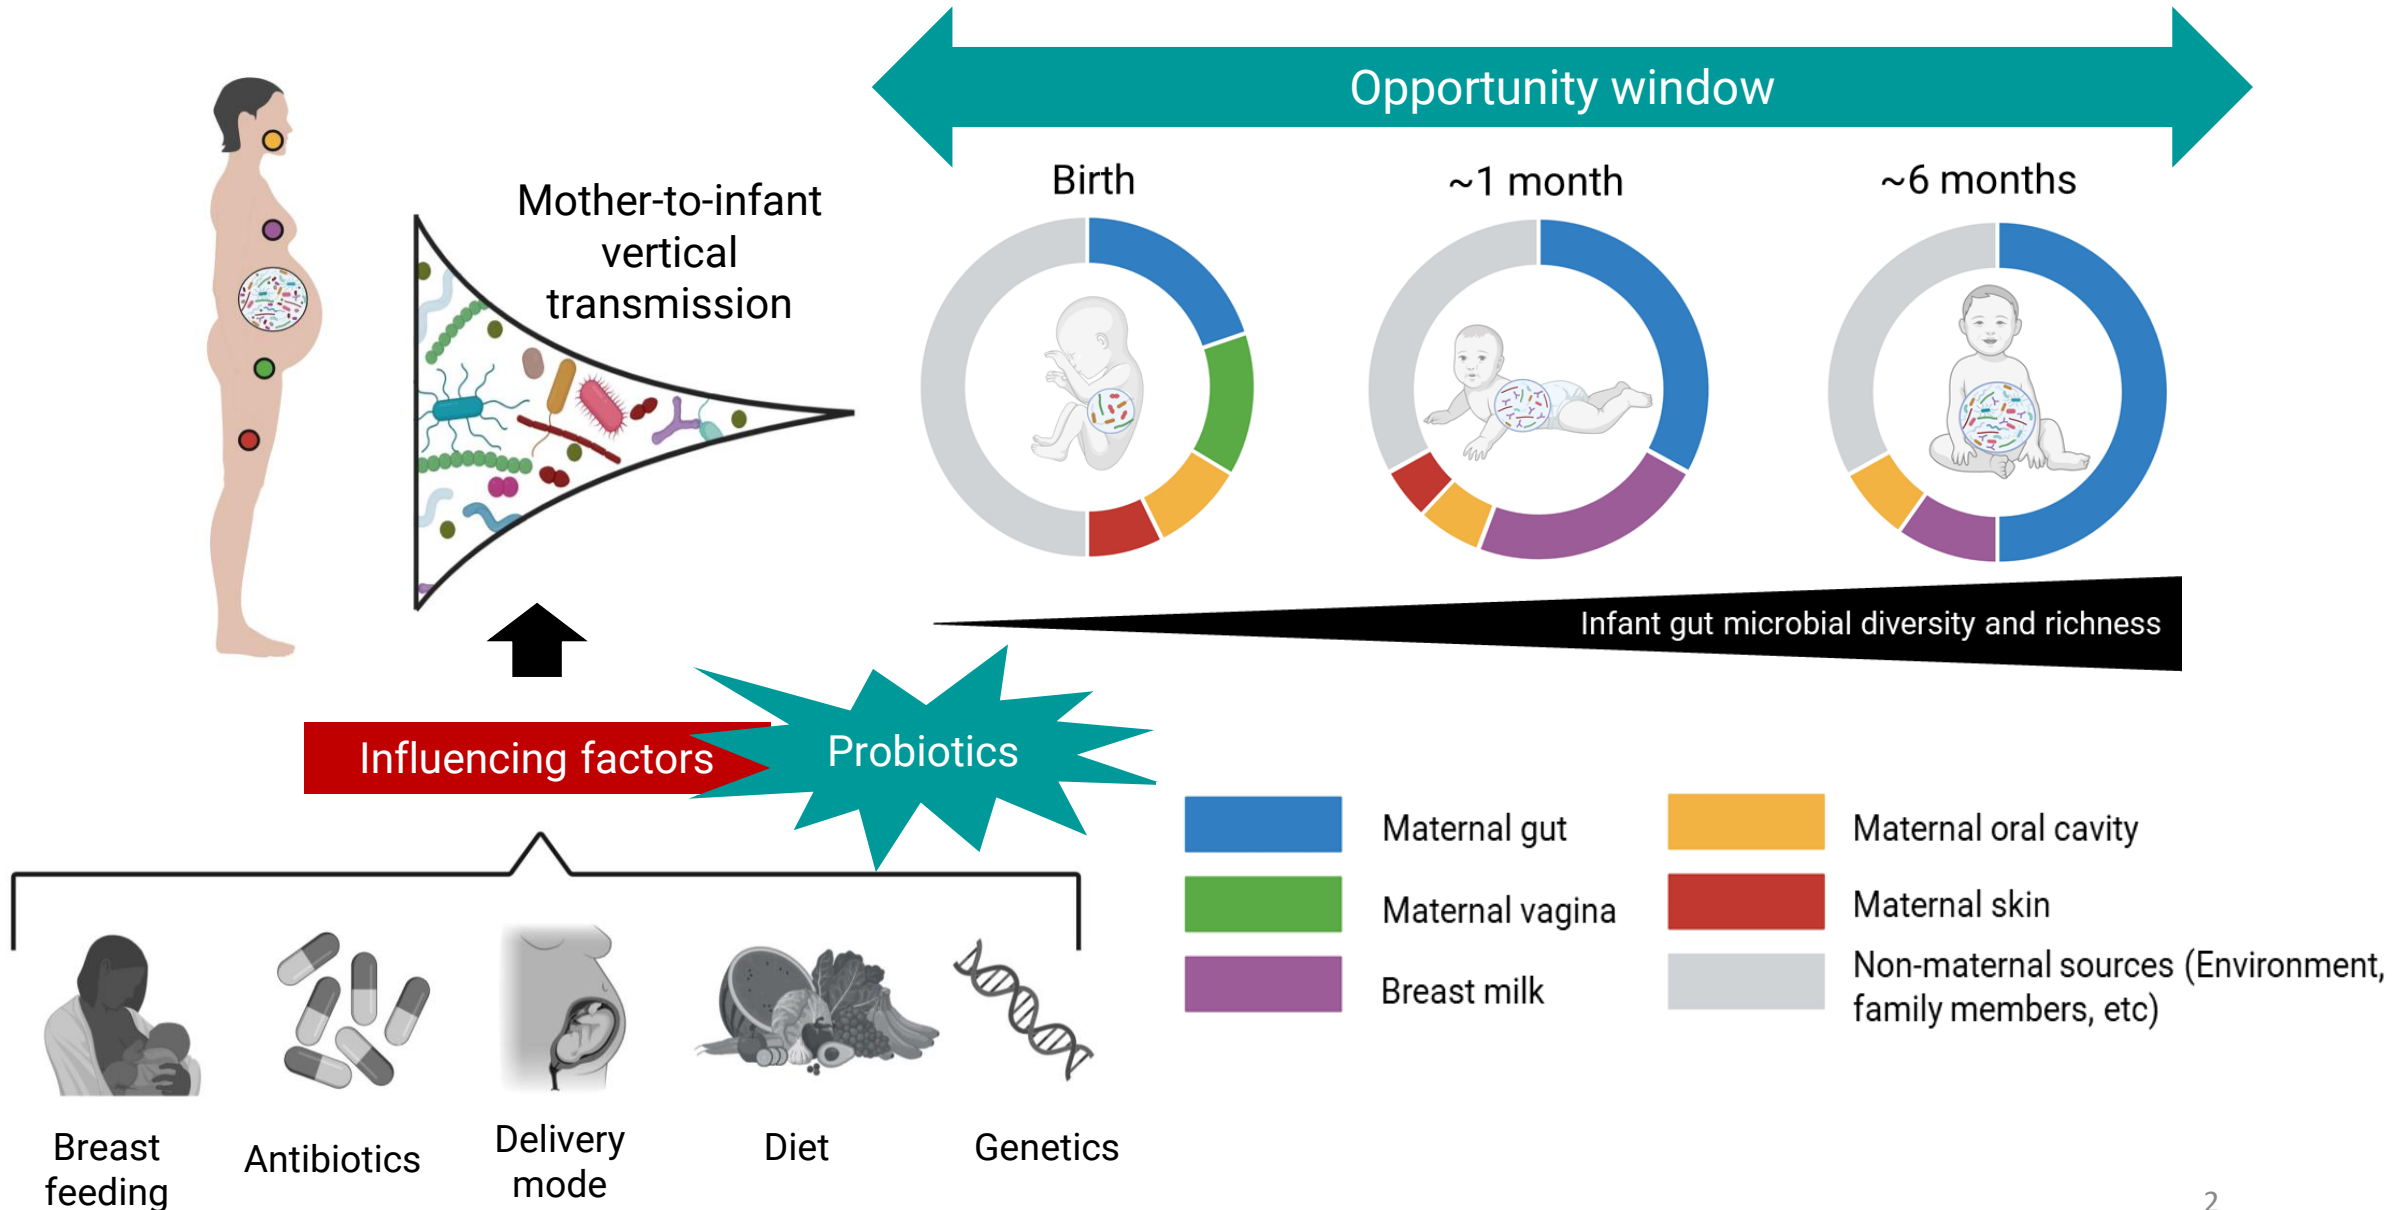 Opportunity window
Mother-to-infant
vertical
transmission
Birth
~1 month
~6 months
Infant gut microbial diversity and richness
Influencing factors
Probiotics
Maternal gut
Maternal vagina
Breast milk
Maternal oral cavity
Maternal skin
Non-maternal sources (Environment,
family members, etc)
Breast
feeding
Antibiotics
Delivery
mode
Diet
Genetics
2